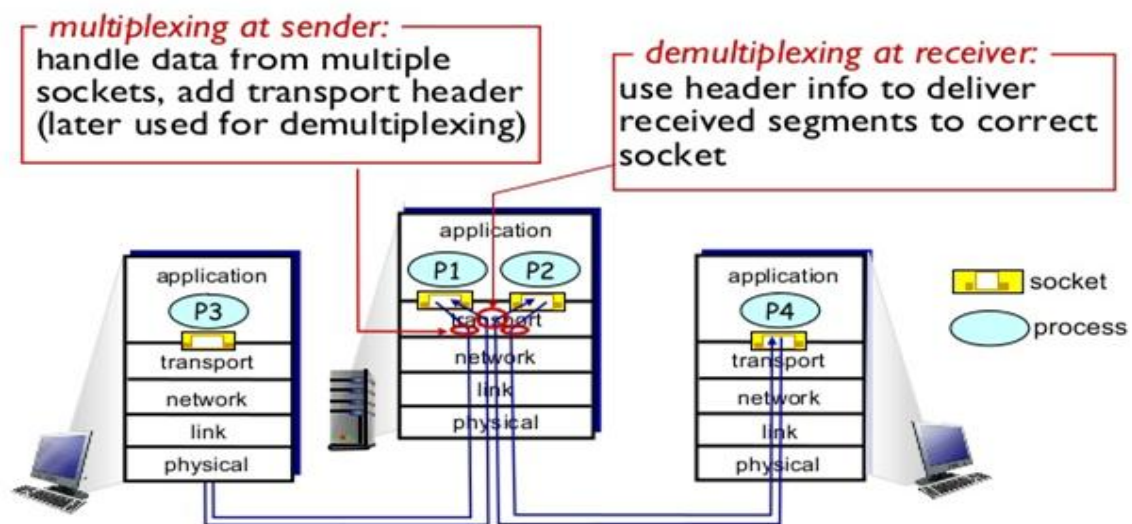 multiplexing at sender:
handle data from multiple
sockets, add transport header
(later used for demultiplexing)
demultiplexing at receiver:
use header info to deliver
received segments to correct
socket
application
P3
transport
network
link
physical
application
P1 P2
transport
network
link
physical
application
P4
transport
network
link
physical
socket
process